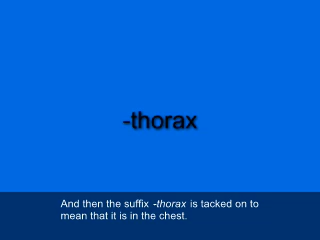 -thorax
And then the suffix -thorax is tacked on to
mean that it is in the chest.